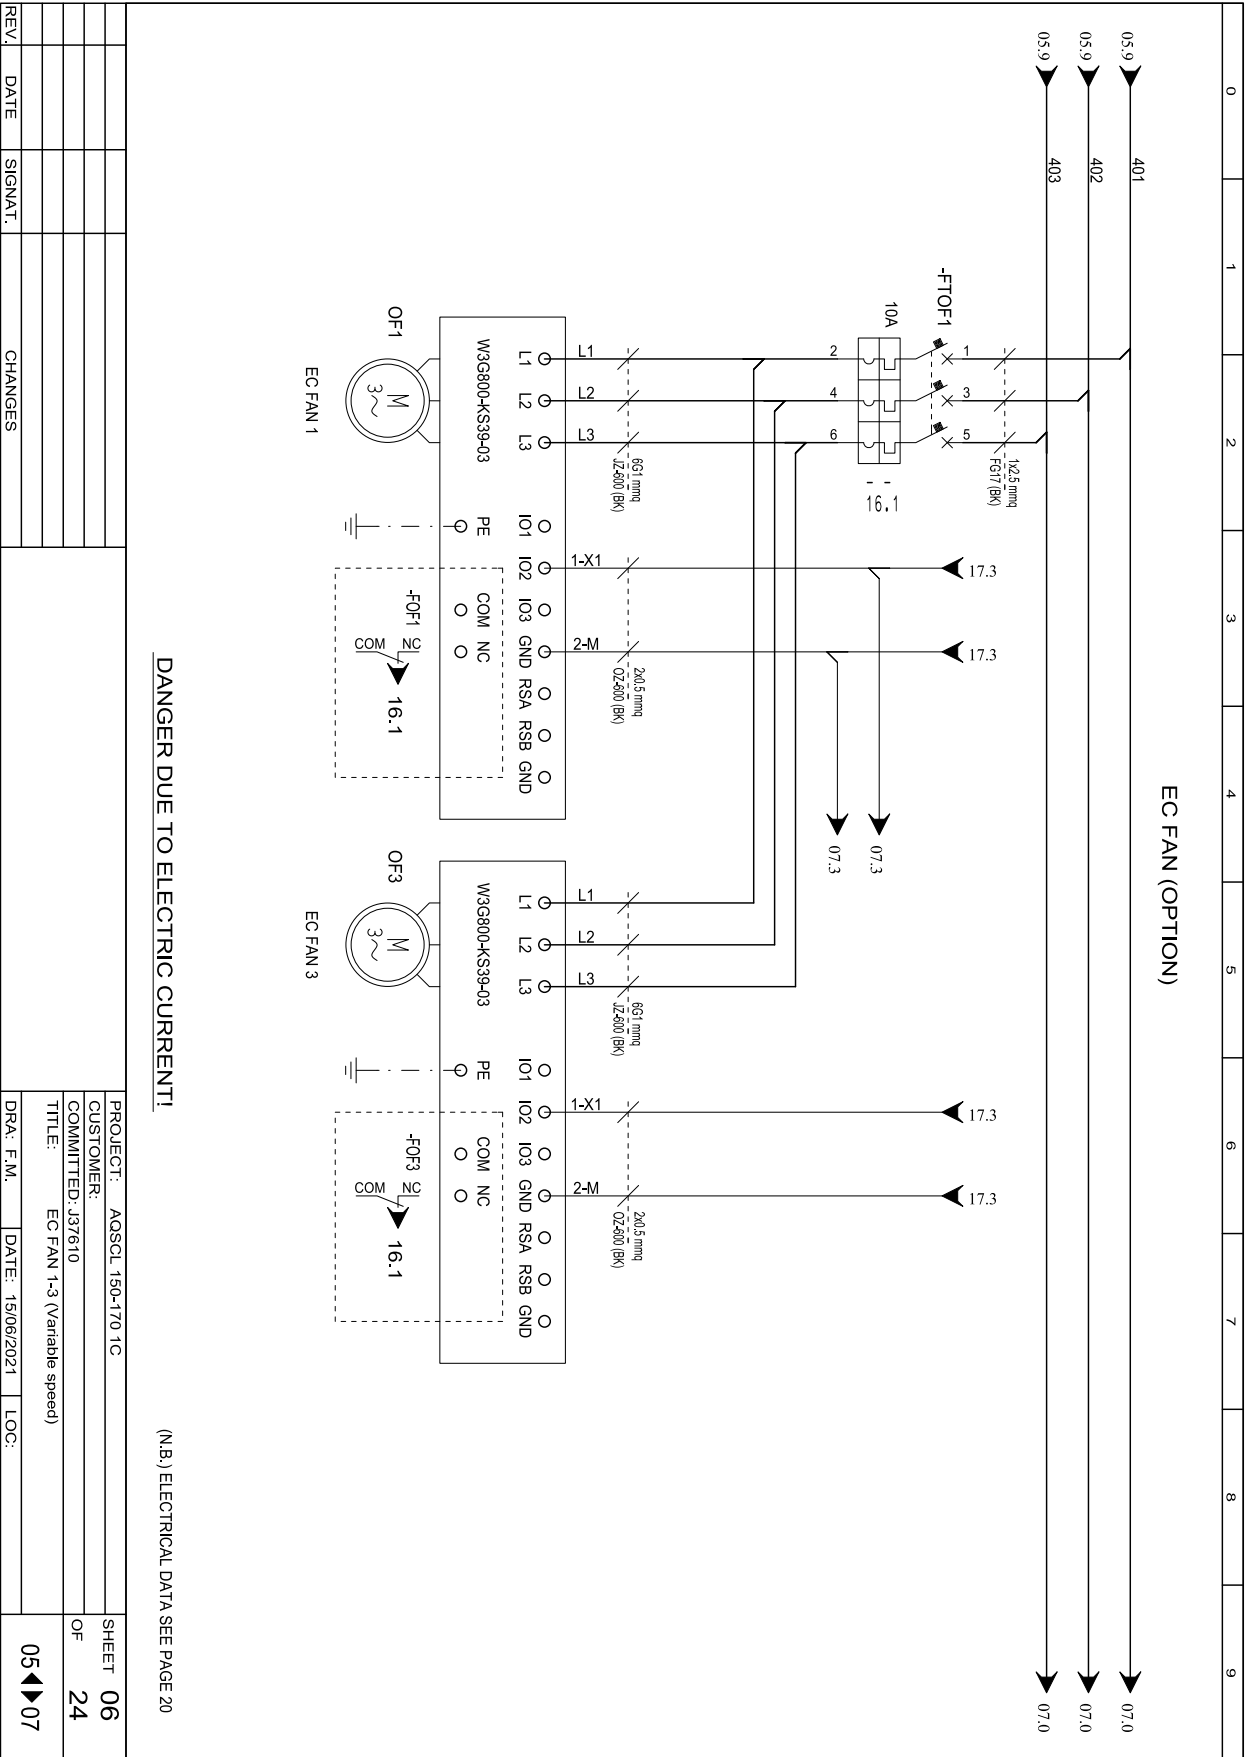 0 1 2 3 4 5 6 7 8 9
EC FAN (OPTION)
05.9 401 07.0
05.9 402 07.0
05.9 403 07.0
-FTOF1
1 3 5
1x2,5 mmq
FG17 (BK)
10A
16.1
2 4 6
17.3
17.3
17.3
17.3
07.3
07.3
L1 L2 L3
6G1 mmq
JZ-600 (BK)
1-X1 2-M
2x0.5 mmq
OZ-600 (BK)
L1 L2 L3
6G1 mmq
JZ-600 (BK)
1-X1 2-M
2x0.5 mmq
OZ-600 (BK)
L1 L2 L3 IO1 IO2 IO3 GND RSA RSB GND
W3G800-KS39-03
PE COM NC
-FOF1
NC
COM
16.1
OF1
M
3~
EC FAN 1
L1 L2 L3 IO1 IO2 IO3 GND RSA RSB GND
W3G800-KS39-03
PE COM NC
-FOF3
NC
COM
16.1
OF3
M
3~
EC FAN 3
DANGER DUE TO ELECTRIC CURRENT!
(N.B.) ELECTRICAL DATA SEE PAGE 20
REV. DATE SIGNAT. CHANGES
PROJECT: AQSCL 150-170 1C
CUSTOMER:
COMMITTED: J37610
TITLE: EC FAN 1-3 (Variable speed)
DRA: F.M. DATE: 15/06/2021 LOC:
SHEET 06
OF 24
05 07